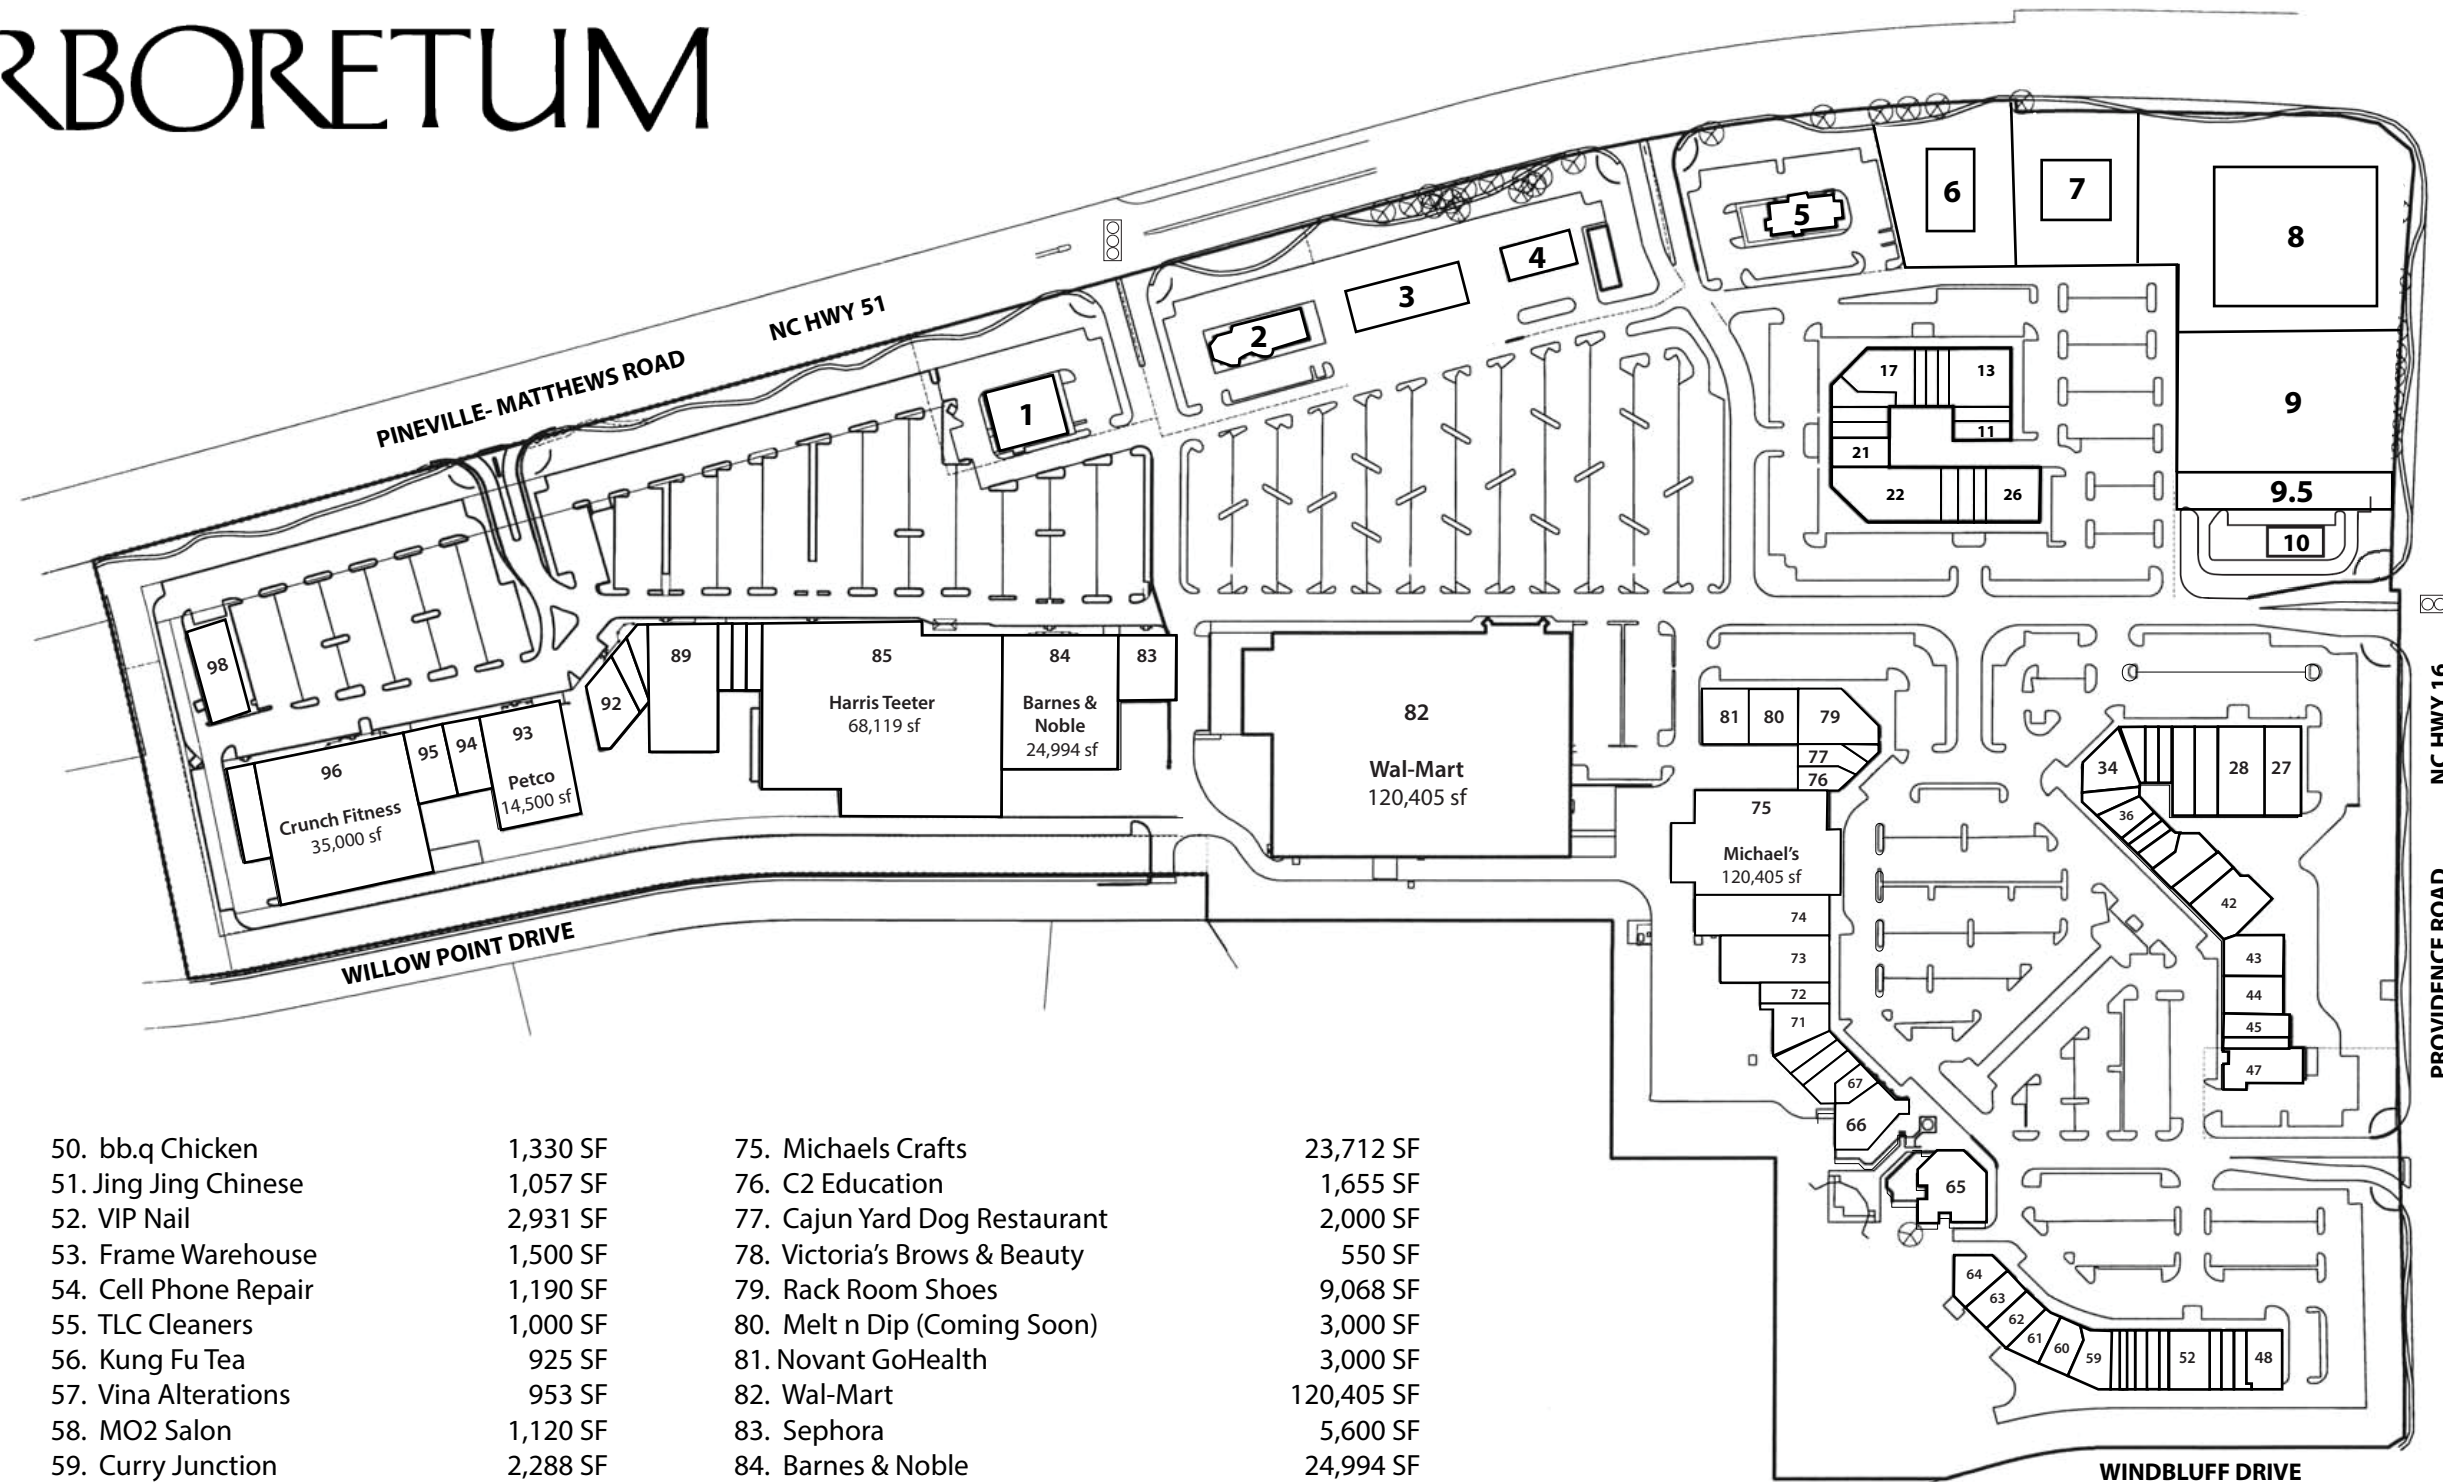 RBORETUM
NC HWY 51
PINEVILLE- MATTHEWS ROAD
1
2
3
4
5
6
7
8
9
9.5
10
17
13
11
21
22
26
98
92
89
85
Harris Teeter
68,119 sf
84
Barnes &
Noble
24,994 sf
83
82
Wal-Mart
120,405 sf
96
Crunch Fitness
35,000 sf
95
94
93
Petco
14,500 sf
81
80
79
77
76
75
Michael's
120,405 sf
74
73
72
71
67
66
65
34
28
27
36
42
43
44
45
47
64
63
62
61
60
59
52
48
WILLOW POINT DRIVE
NC HWY 16
PROVIDENCE ROAD
WINDBLUFF DRIVE
50. bb.q Chicken 1,330 SF
51. Jing Jing Chinese 1,057 SF
52. VIP Nail 2,931 SF
53. Frame Warehouse 1,500 SF
54. Cell Phone Repair 1,190 SF
55. TLC Cleaners 1,000 SF
56. Kung Fu Tea 925 SF
57. Vina Alterations 953 SF
58. MO2 Salon 1,120 SF
59. Curry Junction 2,288 SF
75. Michaels Crafts 23,712 SF
76. C2 Education 1,655 SF
77. Cajun Yard Dog Restaurant 2,000 SF
78. Victoria’s Brows & Beauty 550 SF
79. Rack Room Shoes 9,068 SF
80. Melt n Dip (Coming Soon) 3,000 SF
81. Novant GoHealth 3,000 SF
82. Wal-Mart 120,405 SF
83. Sephora 5,600 SF
84. Barnes & Noble 24,994 SF